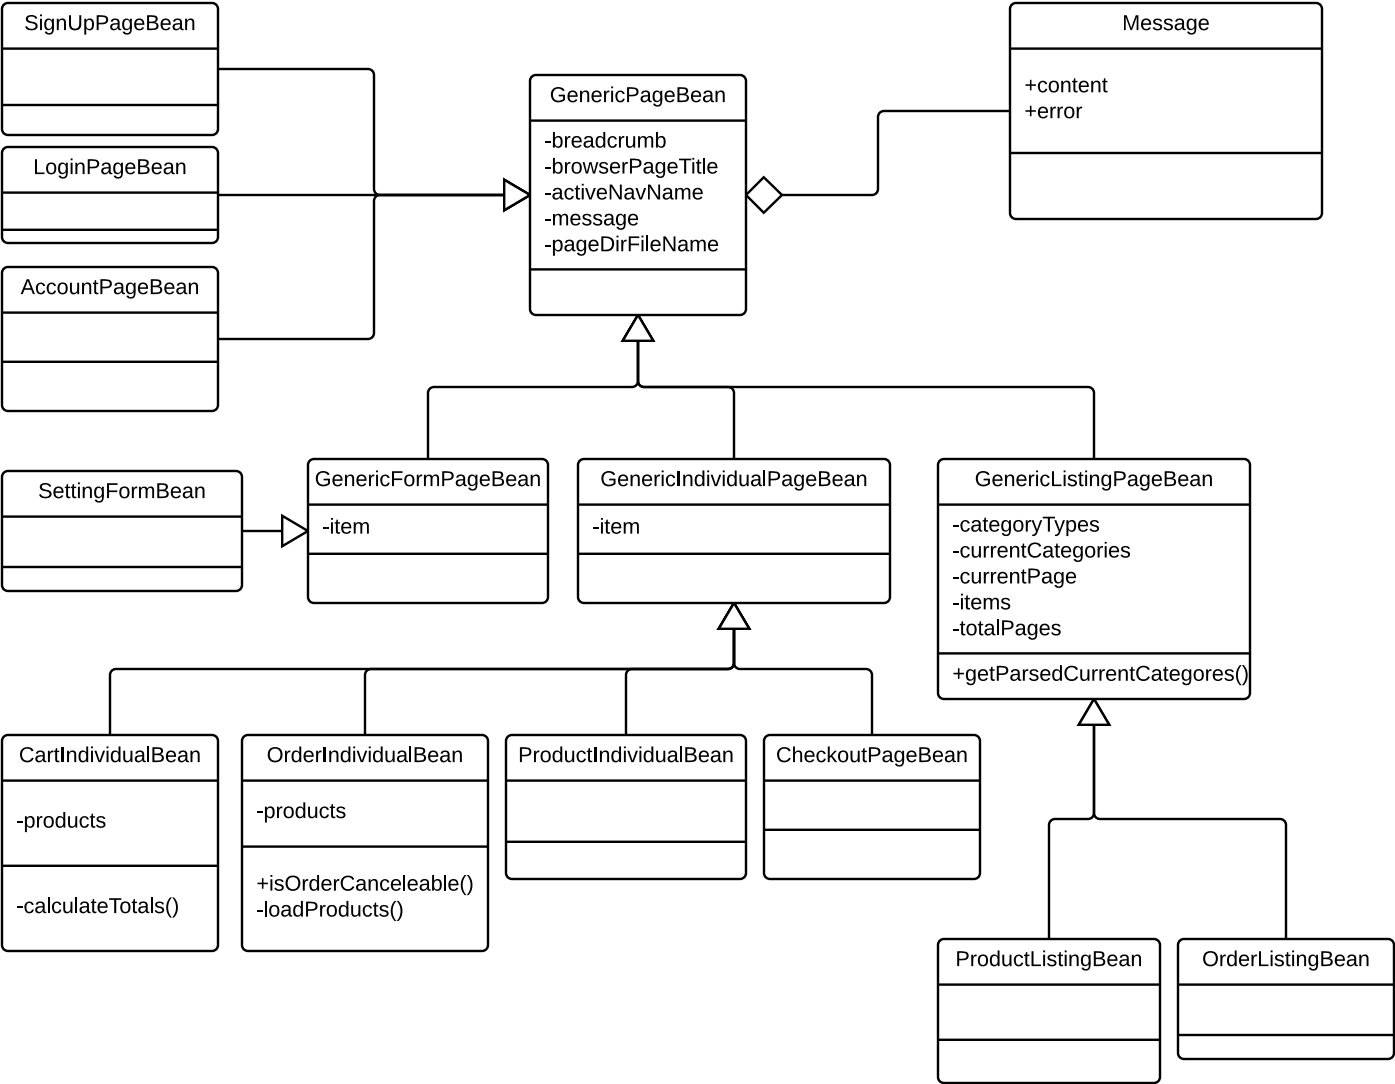 SignUpPageBean
LoginPageBean
AccountPageBean
GenericPageBean
-breadcrumb
-browserPageTitle
-activeNavName
-message
-pageDirFileName
Message
+content
+error
SettingFormBean
GenericFormPageBean
-item
GenericIndividualPageBean
-item
GenericListingPageBean
-categoryTypes
-currentCategories
-currentPage
-items
-totalPages
+getParsedCurrentCategores()
CartIndividualBean
-products
-calculateTotals()
OrderIndividualBean
-products
+isOrderCanceleable()
-loadProducts()
ProductIndividualBean
CheckoutPageBean
ProductListingBean
OrderListingBean